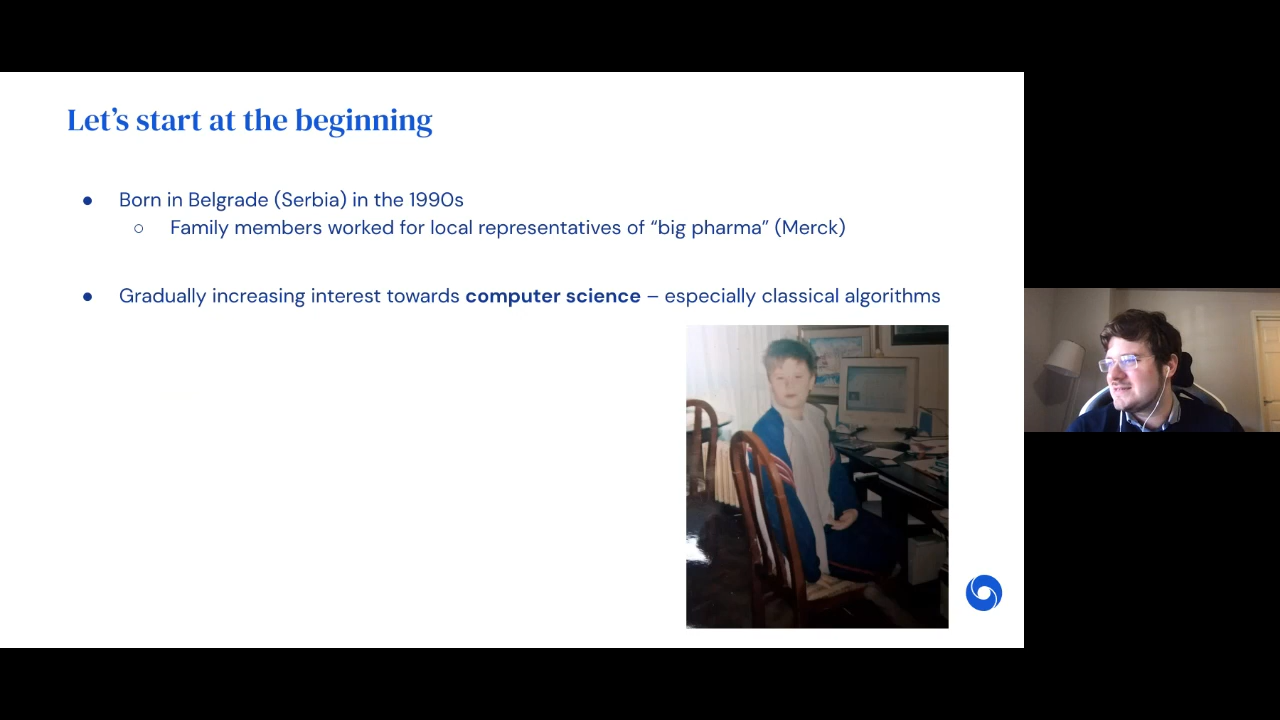 Let’s start at the beginning
● Born in Belgrade (Serbia) in the 1990s
○ Family members worked for local representatives of “big pharma” (Merck)
● Gradually increasing interest towards computer science – especially classical algorithms